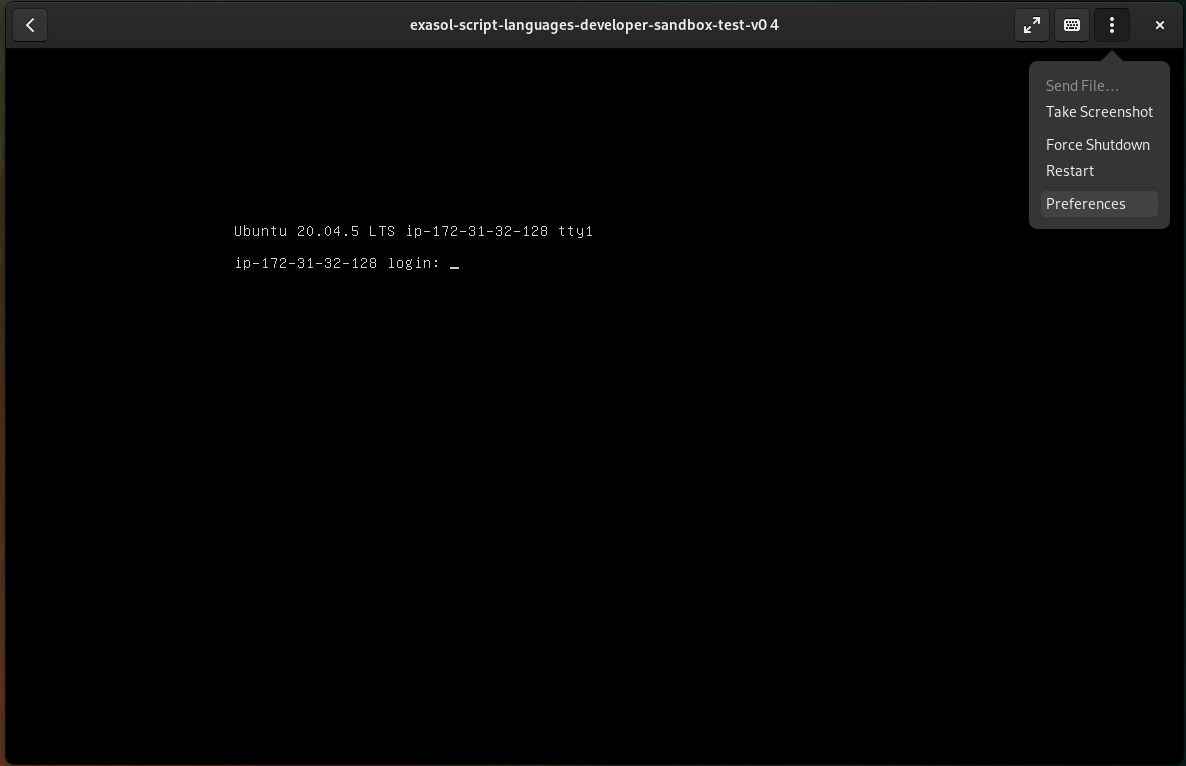 exasol-script-languages-developer-sandbox-test-v0 4
Send File…
Take Screenshot
Force Shutdown
Restart
Preferences
Ubuntu 20.04.5 LTS ip-172-31-32-128 tty1
ip-172-31-32-128 login: _